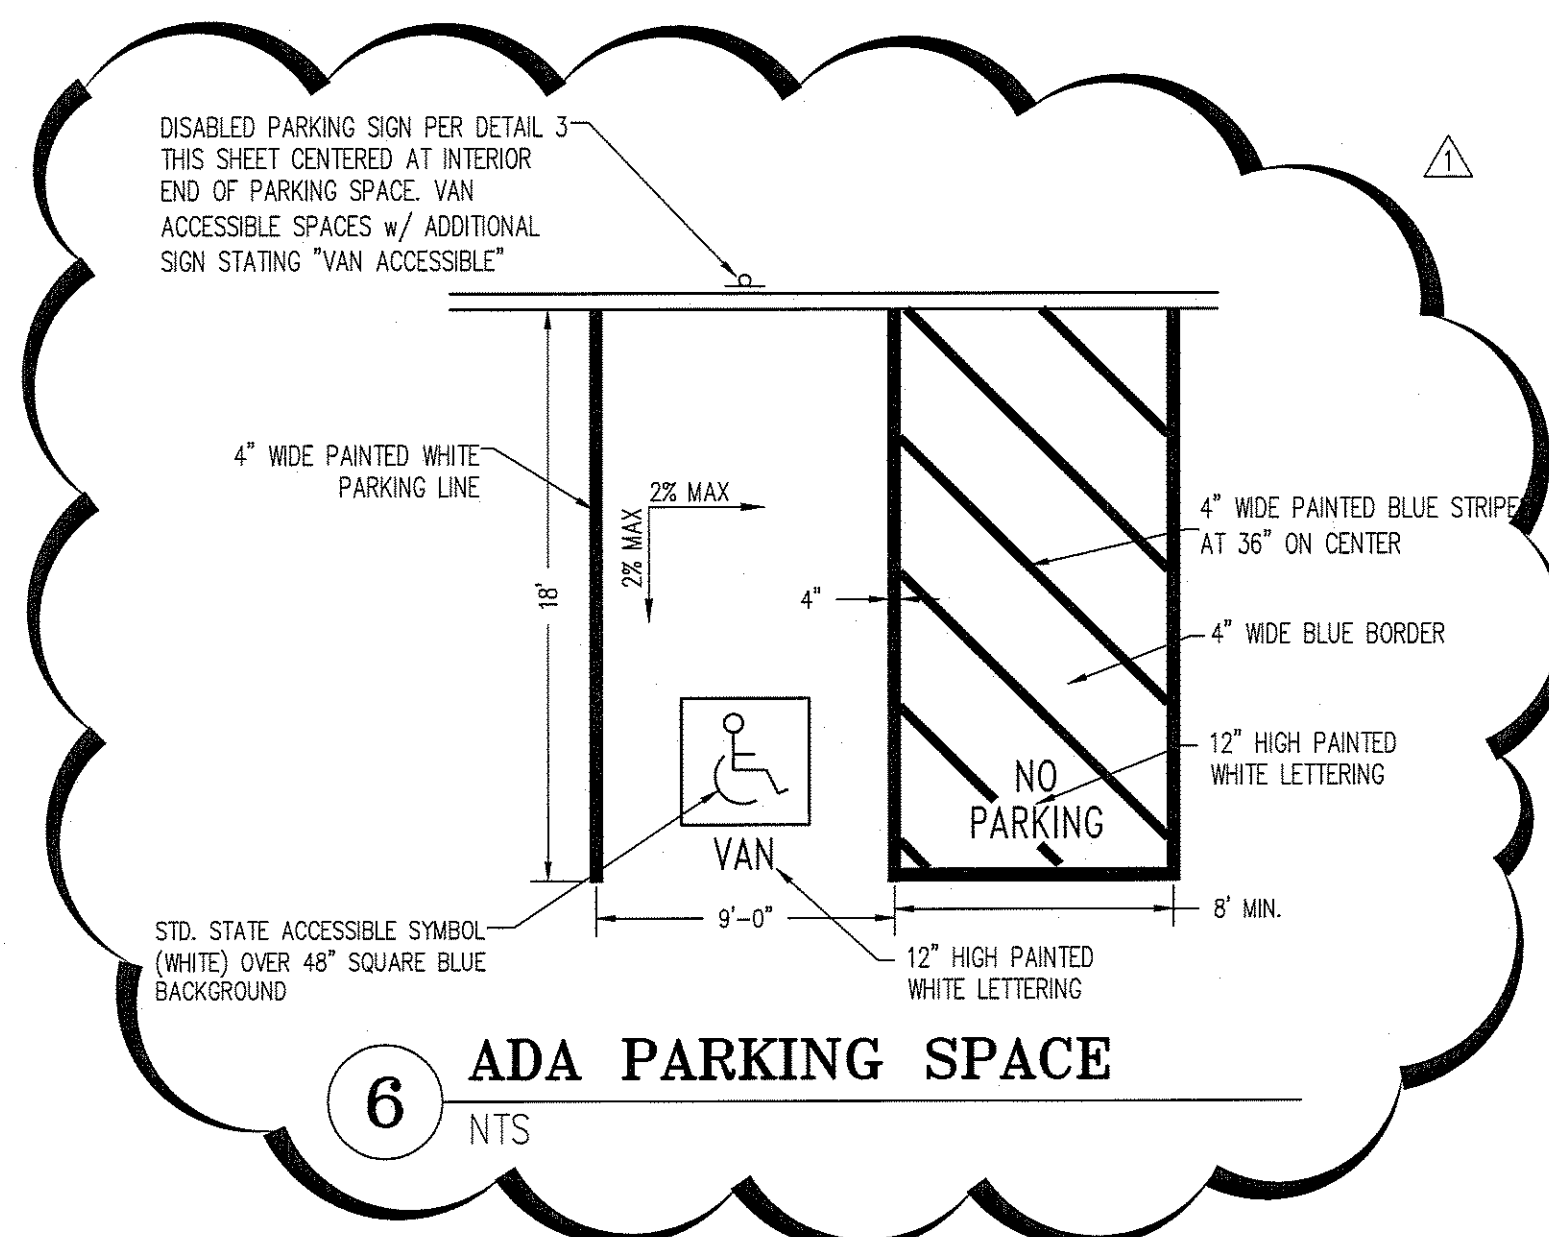 DISABLED PARKING SIGN PER DETAIL 3
THIS SHEET CENTERED AT INTERIOR
END OF PARKING SPACE. VAN
ACCESSIBLE SPACES w/ ADDITIONAL
SIGN STATING "VAN ACCESSIBLE"
1
4" WIDE PAINTED WHITE
PARKING LINE
2% MAX
2% MAX
18'
4"
4" WIDE PAINTED BLUE STRIPE
AT 36" ON CENTER
4" WIDE BLUE BORDER
12" HIGH PAINTED
WHITE LETTERING
NO
PARKING
VAN
9'-0"
8' MIN.
STD. STATE ACCESSIBLE SYMBOL
(WHITE) OVER 48" SQUARE BLUE
BACKGROUND
12" HIGH PAINTED
WHITE LETTERING
6
ADA PARKING SPACE
NTS